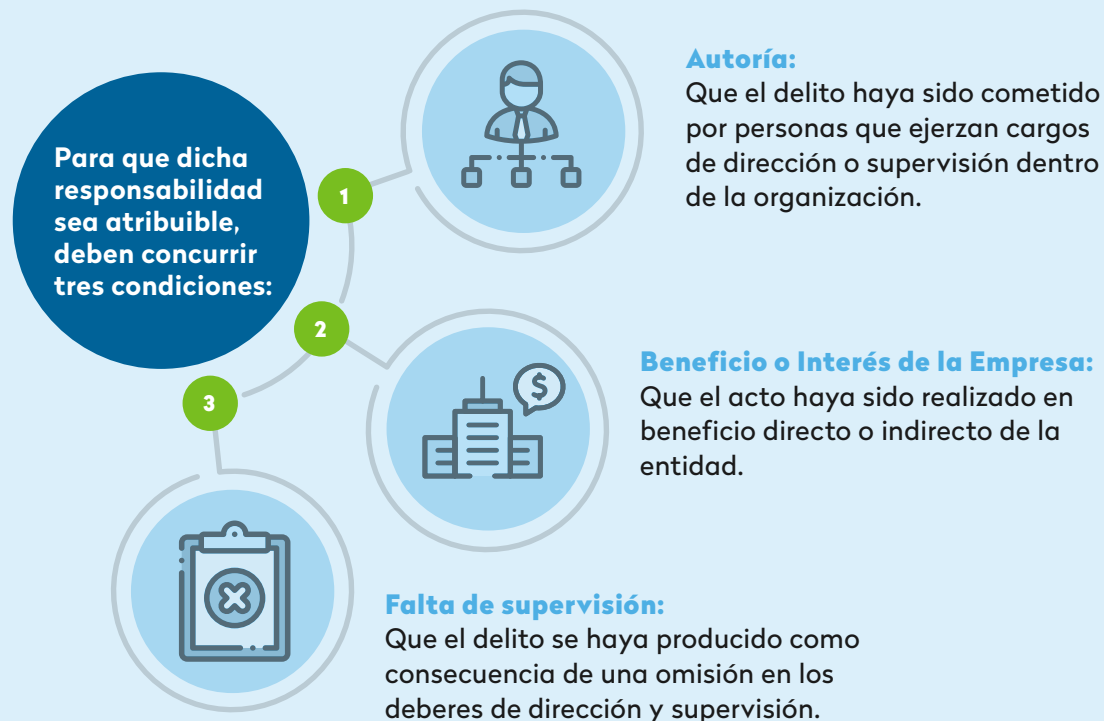 Para que dicha
responsabilidad
sea atribuible,
deben concurrir
tres condiciones:
1
Autoría:
Que el delito haya sido cometido
por personas que ejerzan cargos
de dirección o supervisión dentro
de la organización.
2
$
Beneficio o Interés de la Empresa:
Que el acto haya sido realizado en
beneficio directo o indirecto de la
entidad.
3
Falta de supervisión:
Que el delito se haya producido como
consecuencia de una omisión en los
deberes de dirección y supervisión.